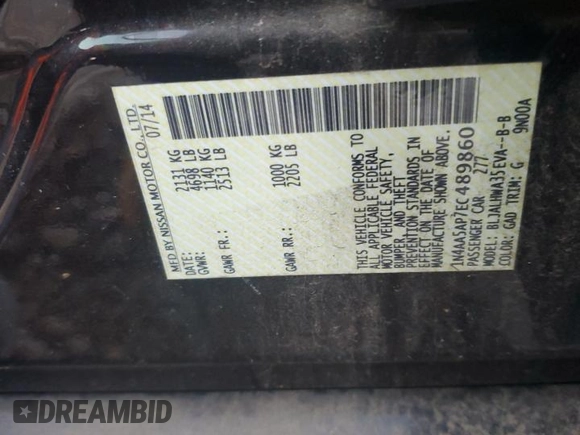 MFD BY NISSAN MOTOR CO., LTD.
07/14
GVWR: 2131 KG
4698 LB
GAWR FR.: 1140 KG
2513 LB
GAWR RR.: 1000 KG
2205 LB
THIS VEHICLE CONFORMS TO
ALL APPLICABLE FEDERAL
MOTOR VEHICLE SAFETY,
BUMPER, AND THEFT
PREVENTION STANDARDS IN
EFFECT ON THE DATE OF
MANUFACTURE SHOWN ABOVE.
1N4AA5AP7EC489860
PASSENGER CAR 277
MODEL: BLJALHWA35EVA--B-B
COLOR: GAD TRIM: G 9N00A
DREAMBID